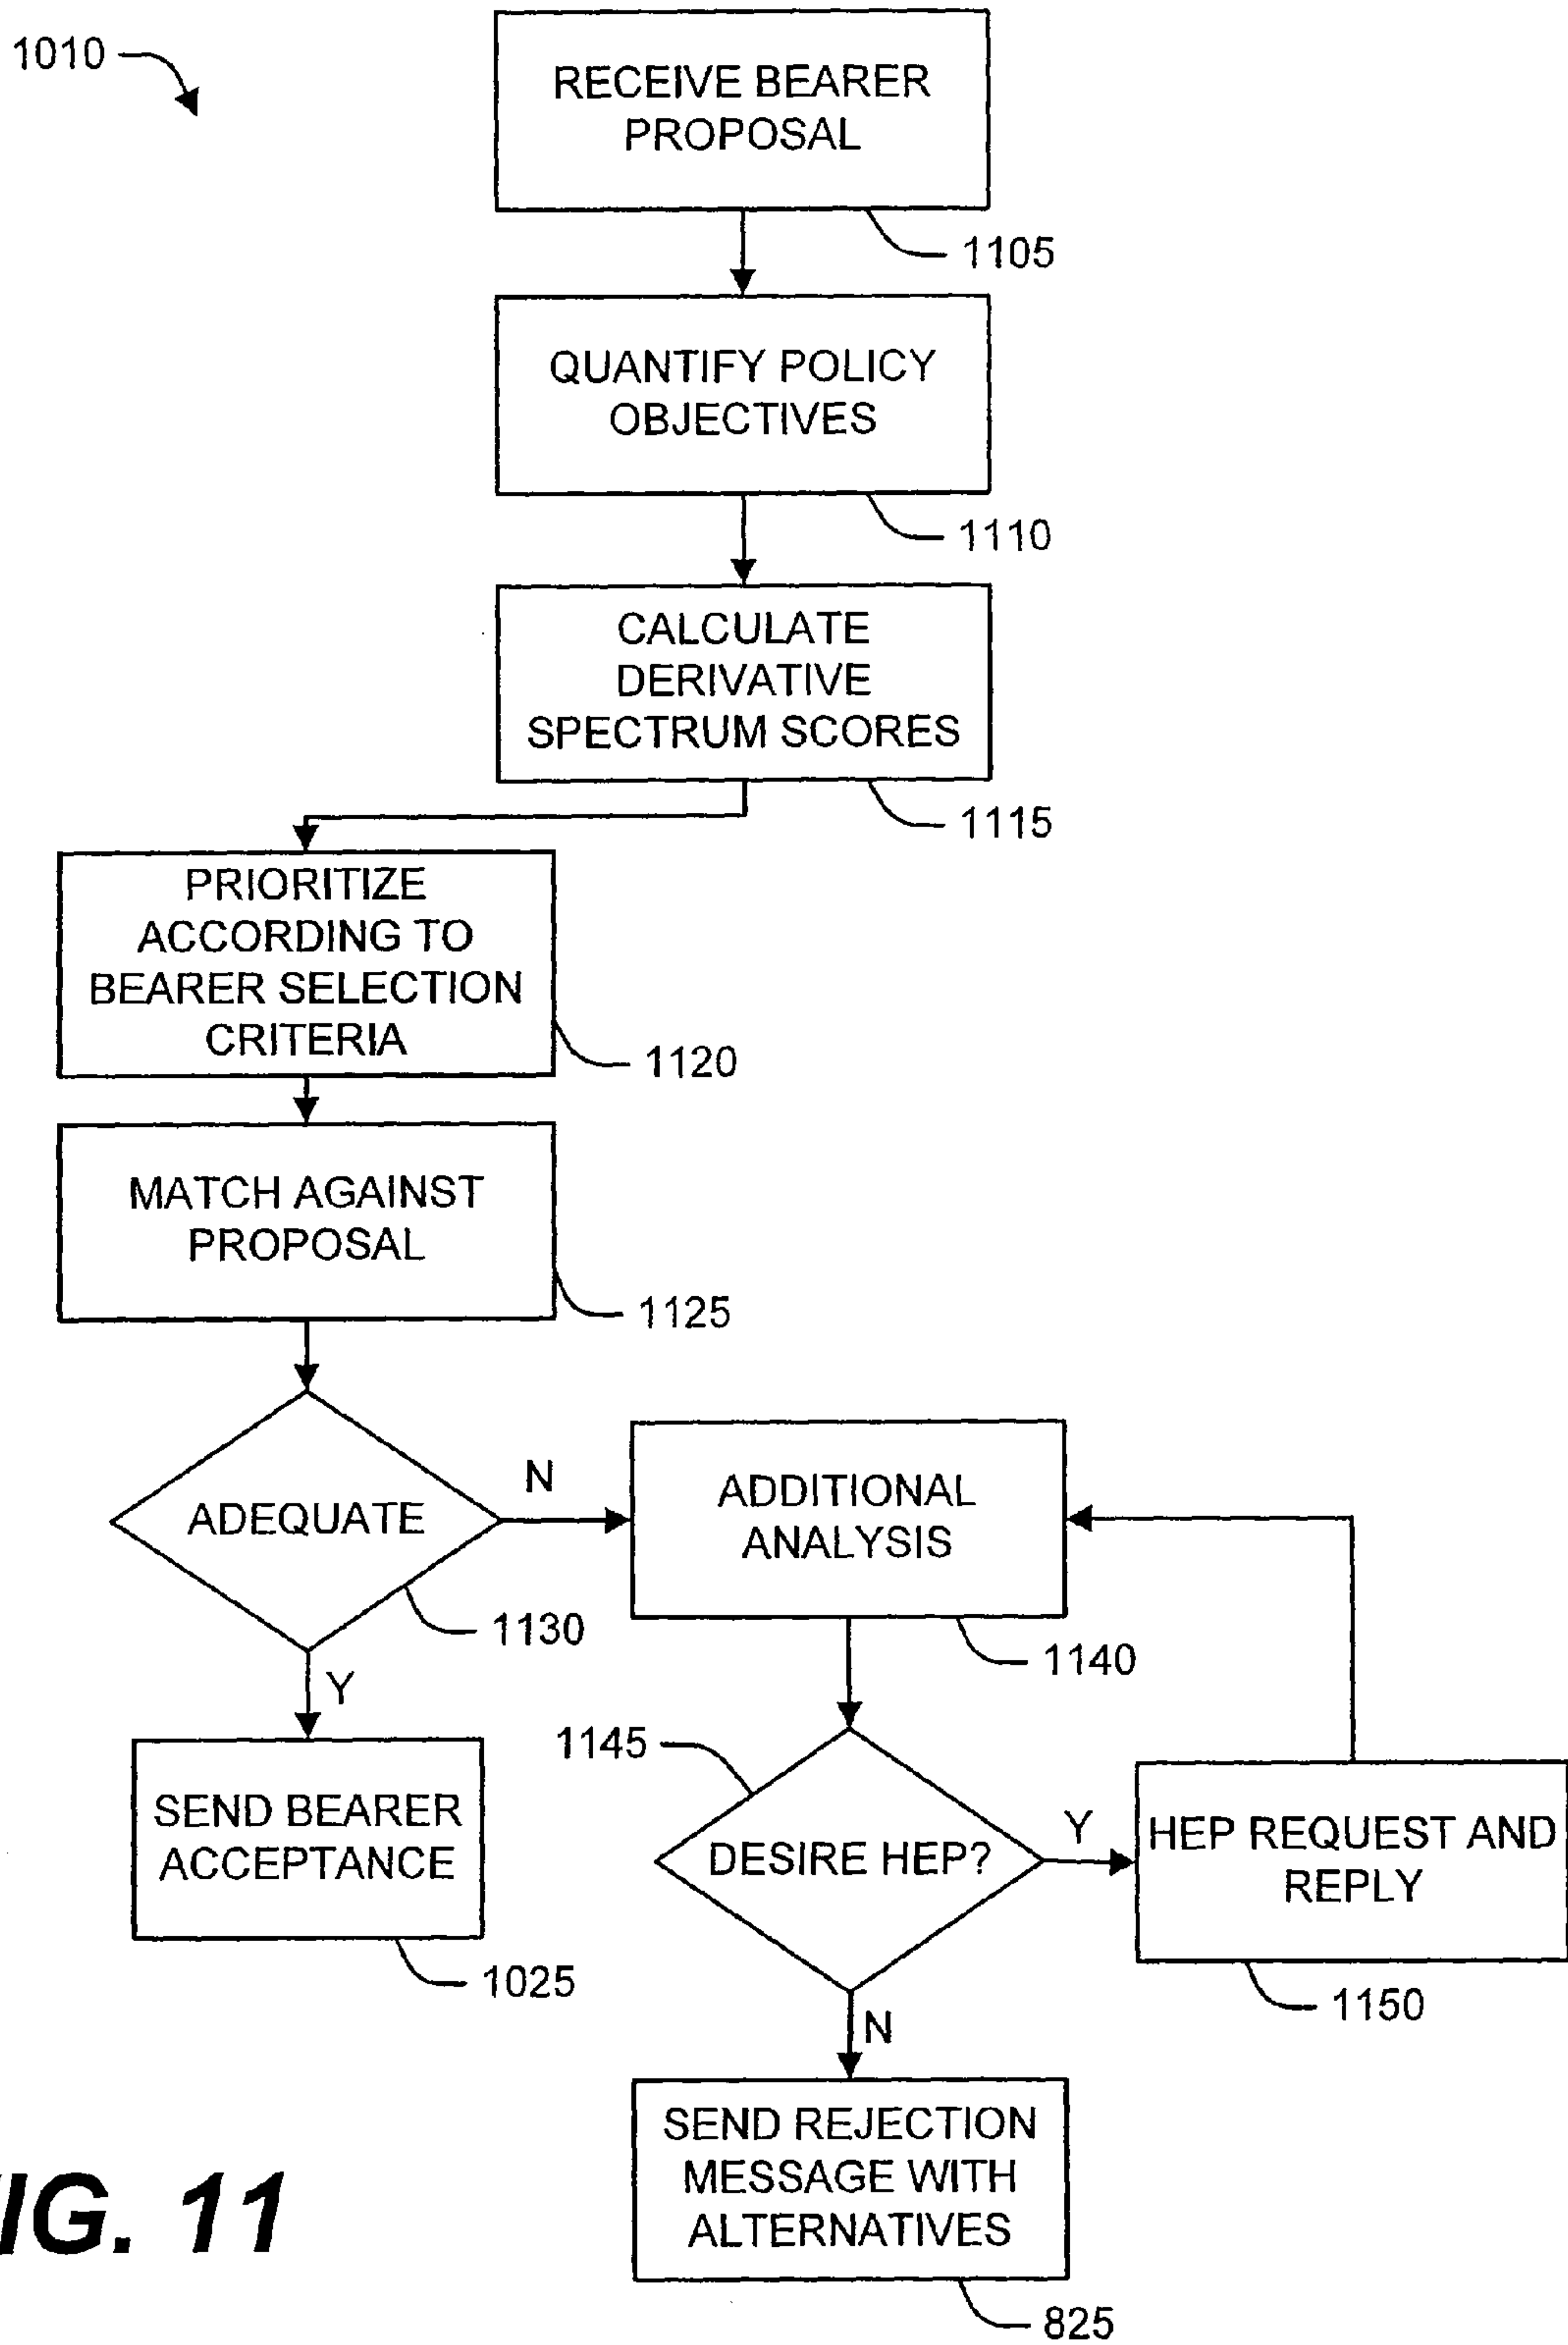 1010
RECEIVE BEARER
PROPOSAL
1105
QUANTIFY POLICY
OBJECTIVES
1110
CALCULATE
DERIVATIVE
SPECTRUM SCORES
1115
PRIORITIZE
ACCORDING TO
BEARER SELECTION
CRITERIA
1120
MATCH AGAINST
PROPOSAL
1125
ADEQUATE
N
1130
Y
ADDITIONAL
ANALYSIS
1140
SEND BEARER
ACCEPTANCE
1025
1145
DESIRE HEP?
Y
HEP REQUEST AND
REPLY
1150
N
SEND REJECTION
MESSAGE WITH
ALTERNATIVES
825
IG. 11